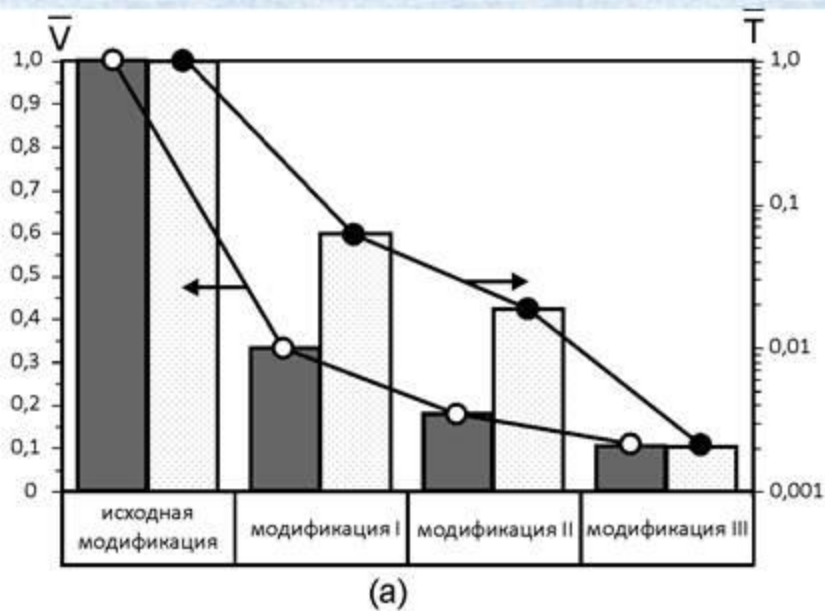 V
T
1,0
0,9
0,8
0,7
0,6
0,5
0,4
0,3
0,2
0,1
0
1,0
0,1
0,01
0,001
исходная
модификация
модификация I
модификация II
модификация III
(a)